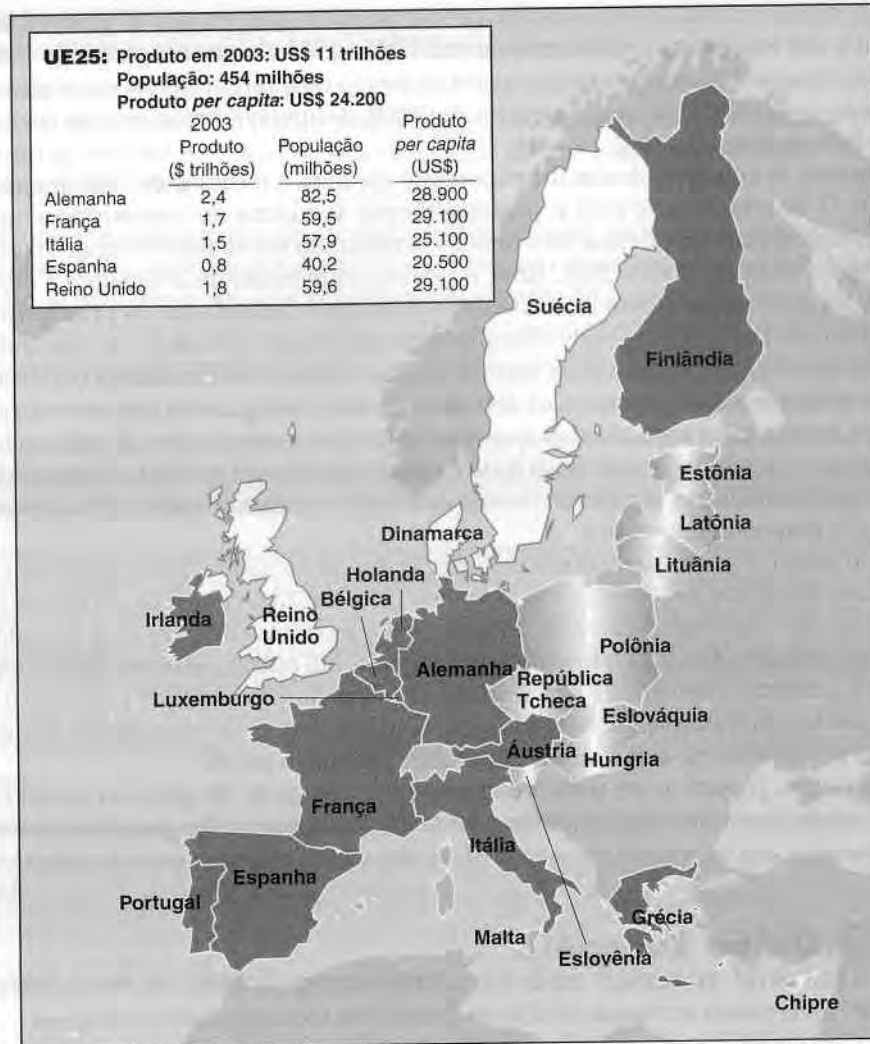 UE25: Produto em 2003: US$ 11 trilhões
População: 454 milhões
Produto per capita: US$ 24.200
2003
Produto
($ trilhões)
População
(milhões)
Produto
per capita
(US$)
Alemanha 2,4 82,5 28.900
França 1,7 59,5 29.100
Itália 1,5 57,9 25.100
Espanha 0,8 40,2 20.500
Reino Unido 1,8 59,6 29.100
Suécia
Finlândia
Estônia
Latônia
Lituânia
Dinamarca
Holanda
Bélgica
Irlanda
Reino
Unido
Polônia
Alemanha
República
Tcheca
Luxemburgo
Eslováquia
Áustria
Hungria
França
Itália
Espanha
Portugal
Grécia
Malta
Eslovênia
Chipre